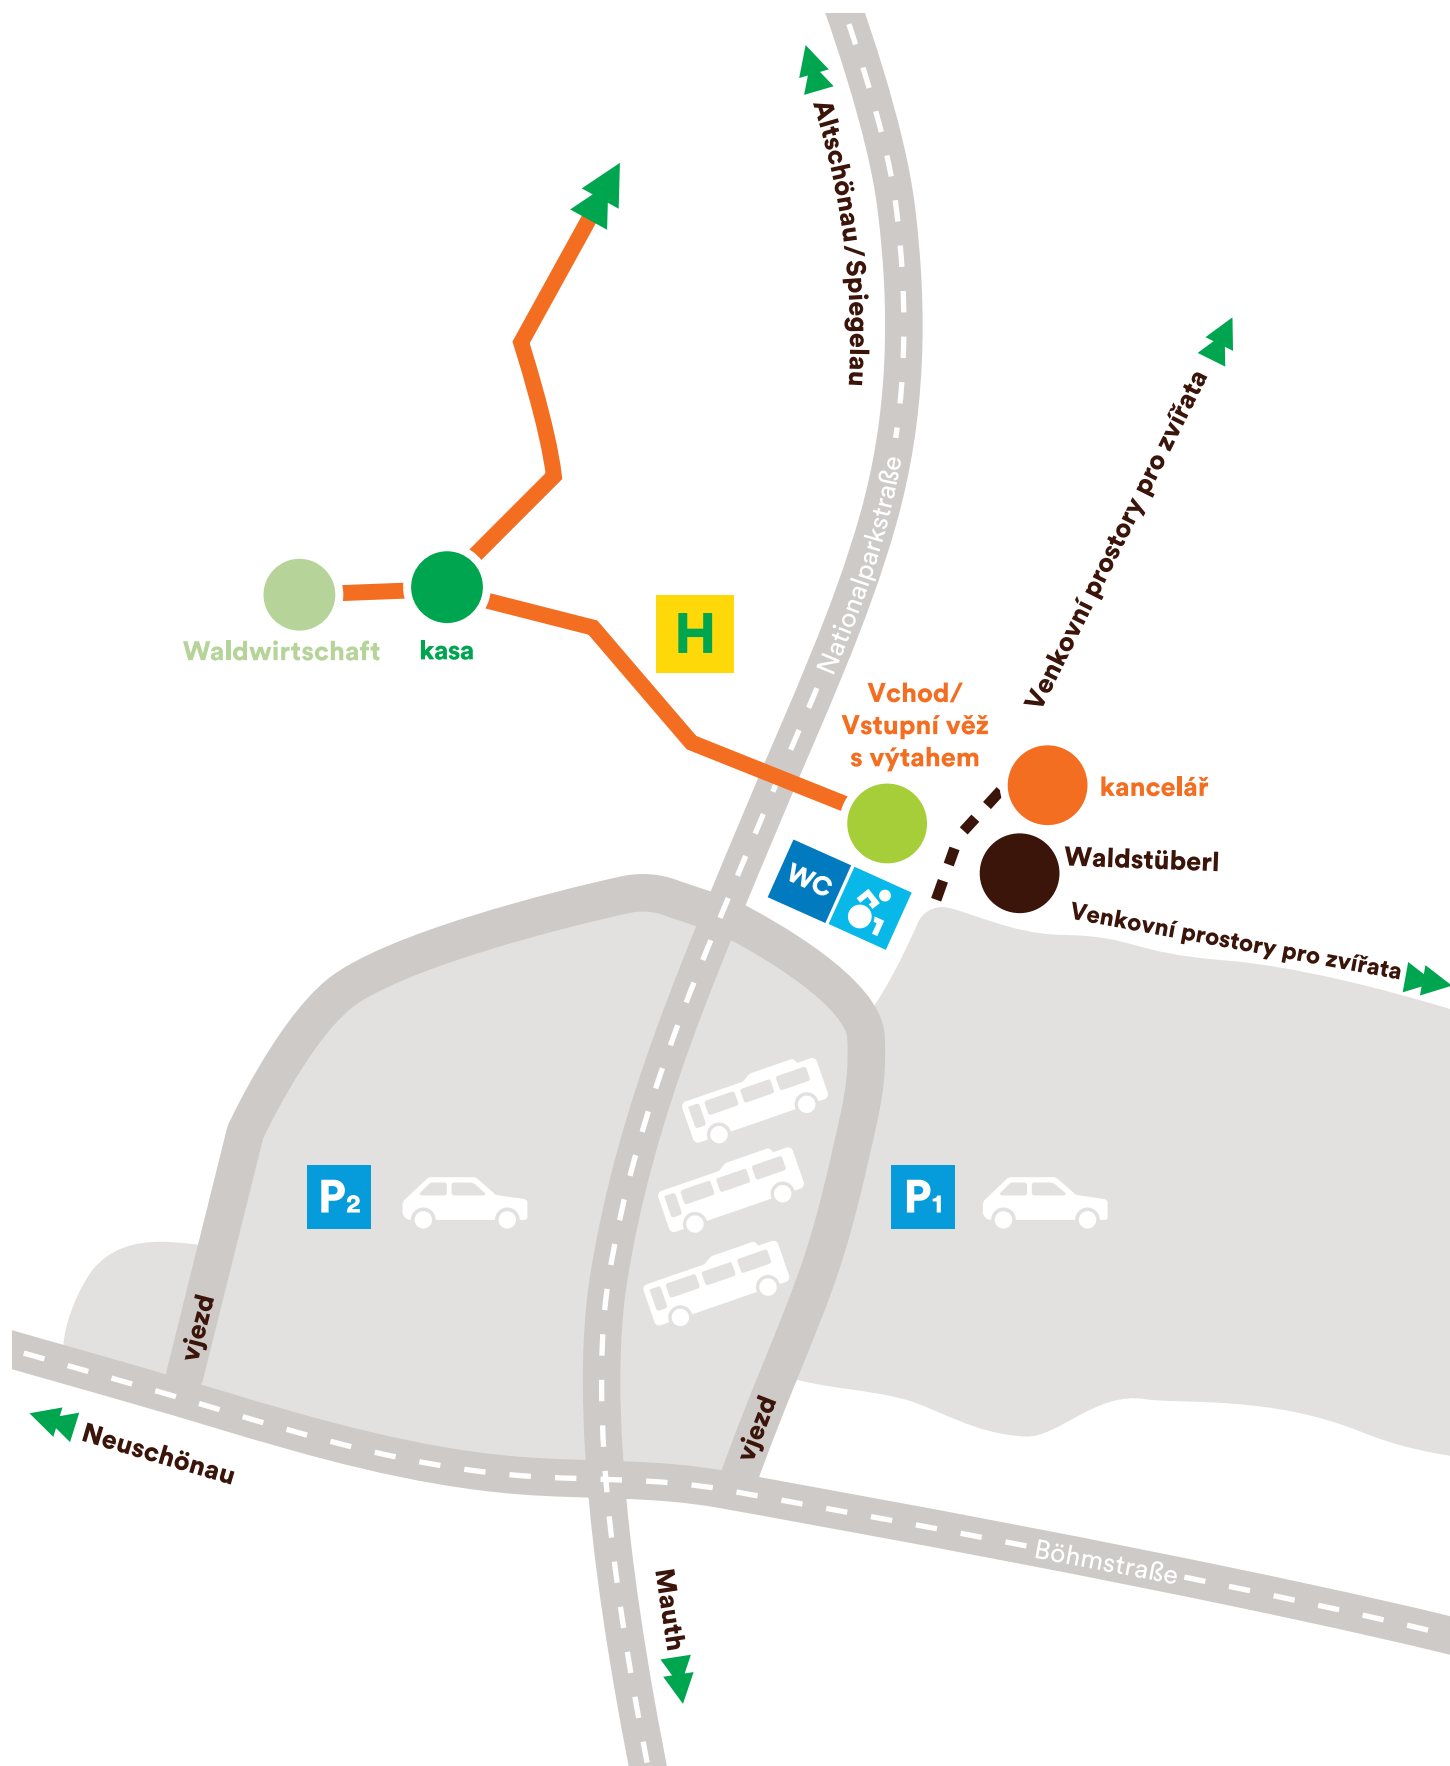 Altschönau/Spiegelau
Nationalparkstraße
Venkovní prostory pro zvířata
Waldwirtschaft
kasa
H
Vchod/
Vstupní věž
s výtahem
kancelář
Waldstüberl
WC
Venkovní prostory pro zvířata
P2
P1
vjezd
vjezd
Neuschönau
Böhmstraße
Mauth